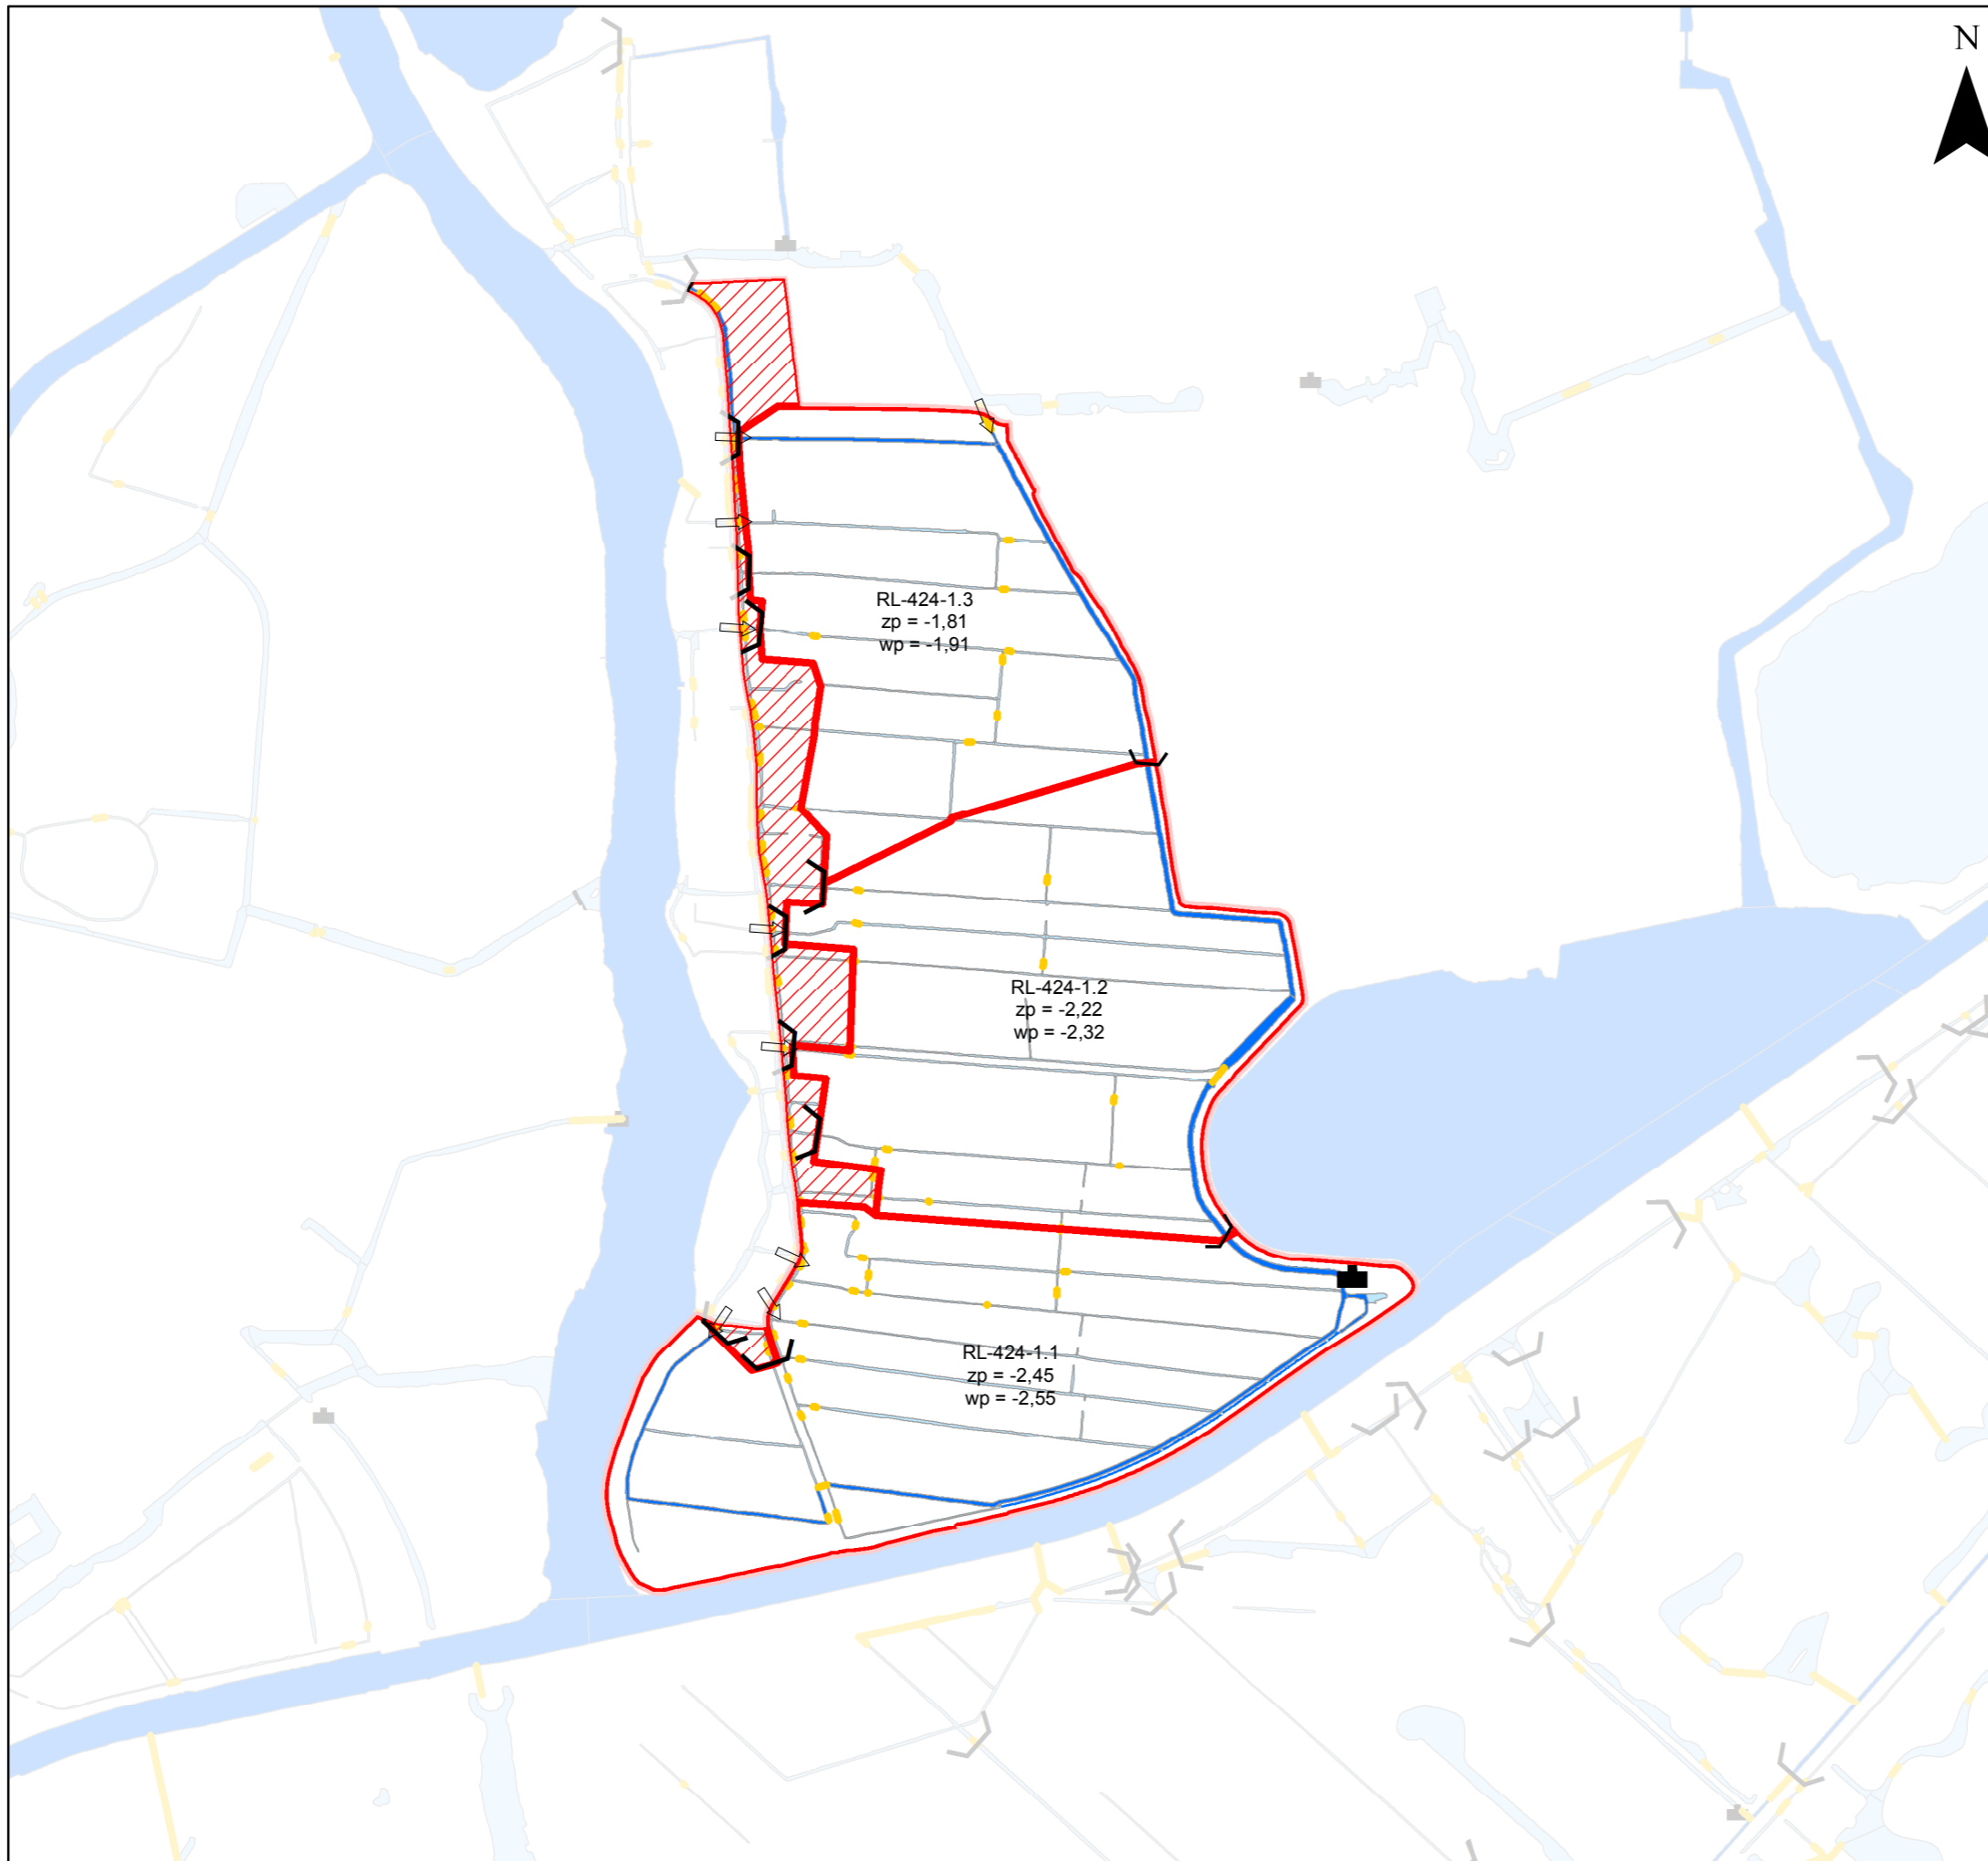 N
RL-424-1.3
zp = -1,81
wp = -1,91
RL-424-1.2
zp = -2,22
wp = -2,32
RL-424-1.1
zp = -2,45
wp = -2,55